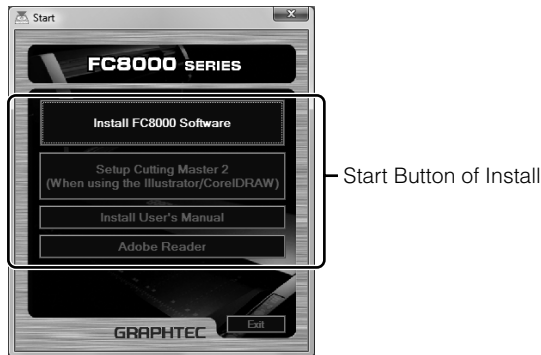 Start
X
FC8000 SERIES
Install FC8000 Software
Setup Cutting Master 2
(When using the Illustrator/CorelDRAW)
Install User's Manual
Adobe Reader
Start Button of Install
GRAPHTEC
Exit